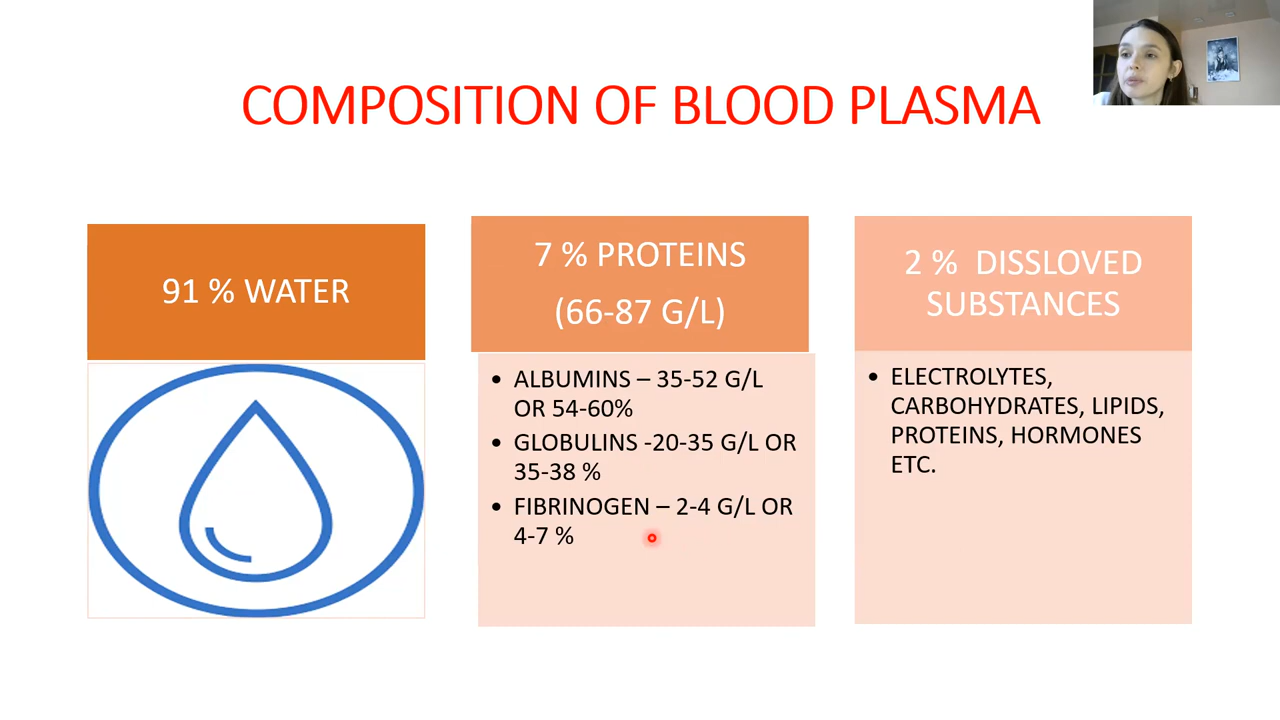 COMPOSITION OF BLOOD PLASMA
91 % WATER
7 % PROTEINS
(66-87 G/L)
• ALBUMINS – 35-52 G/L
OR 54-60%
• GLOBULINS -20-35 G/L OR
35-38 %
• FIBRINOGEN – 2-4 G/L OR
4-7 %
2 % DISSLOVED
SUBSTANCES
• ELECTROLYTES,
CARBOHYDRATES, LIPIDS,
PROTEINS, HORMONES
ETC.